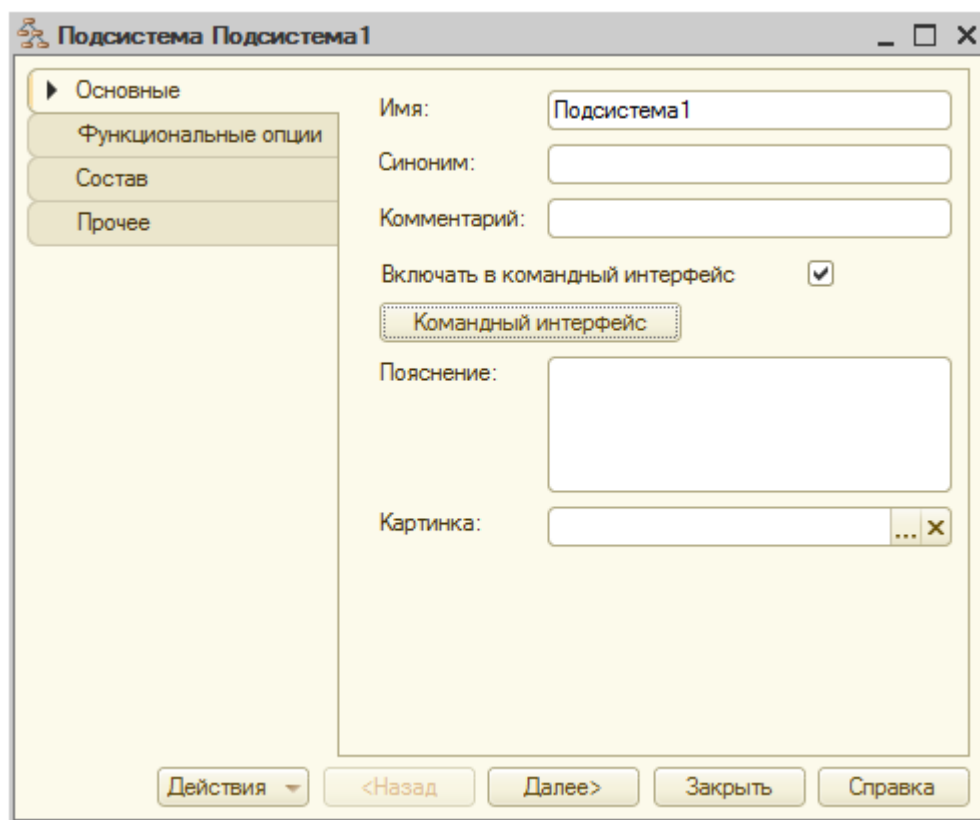 Подсистема Подсистема1
Основные
Функциональные опции
Состав
Прочее
Имя: Подсистема1
Синоним:
Комментарий:
Включать в командный интерфейс
Командный интерфейс
Пояснение:
Картинка: ...
Действия <Назад Далее> Закрыть Справка